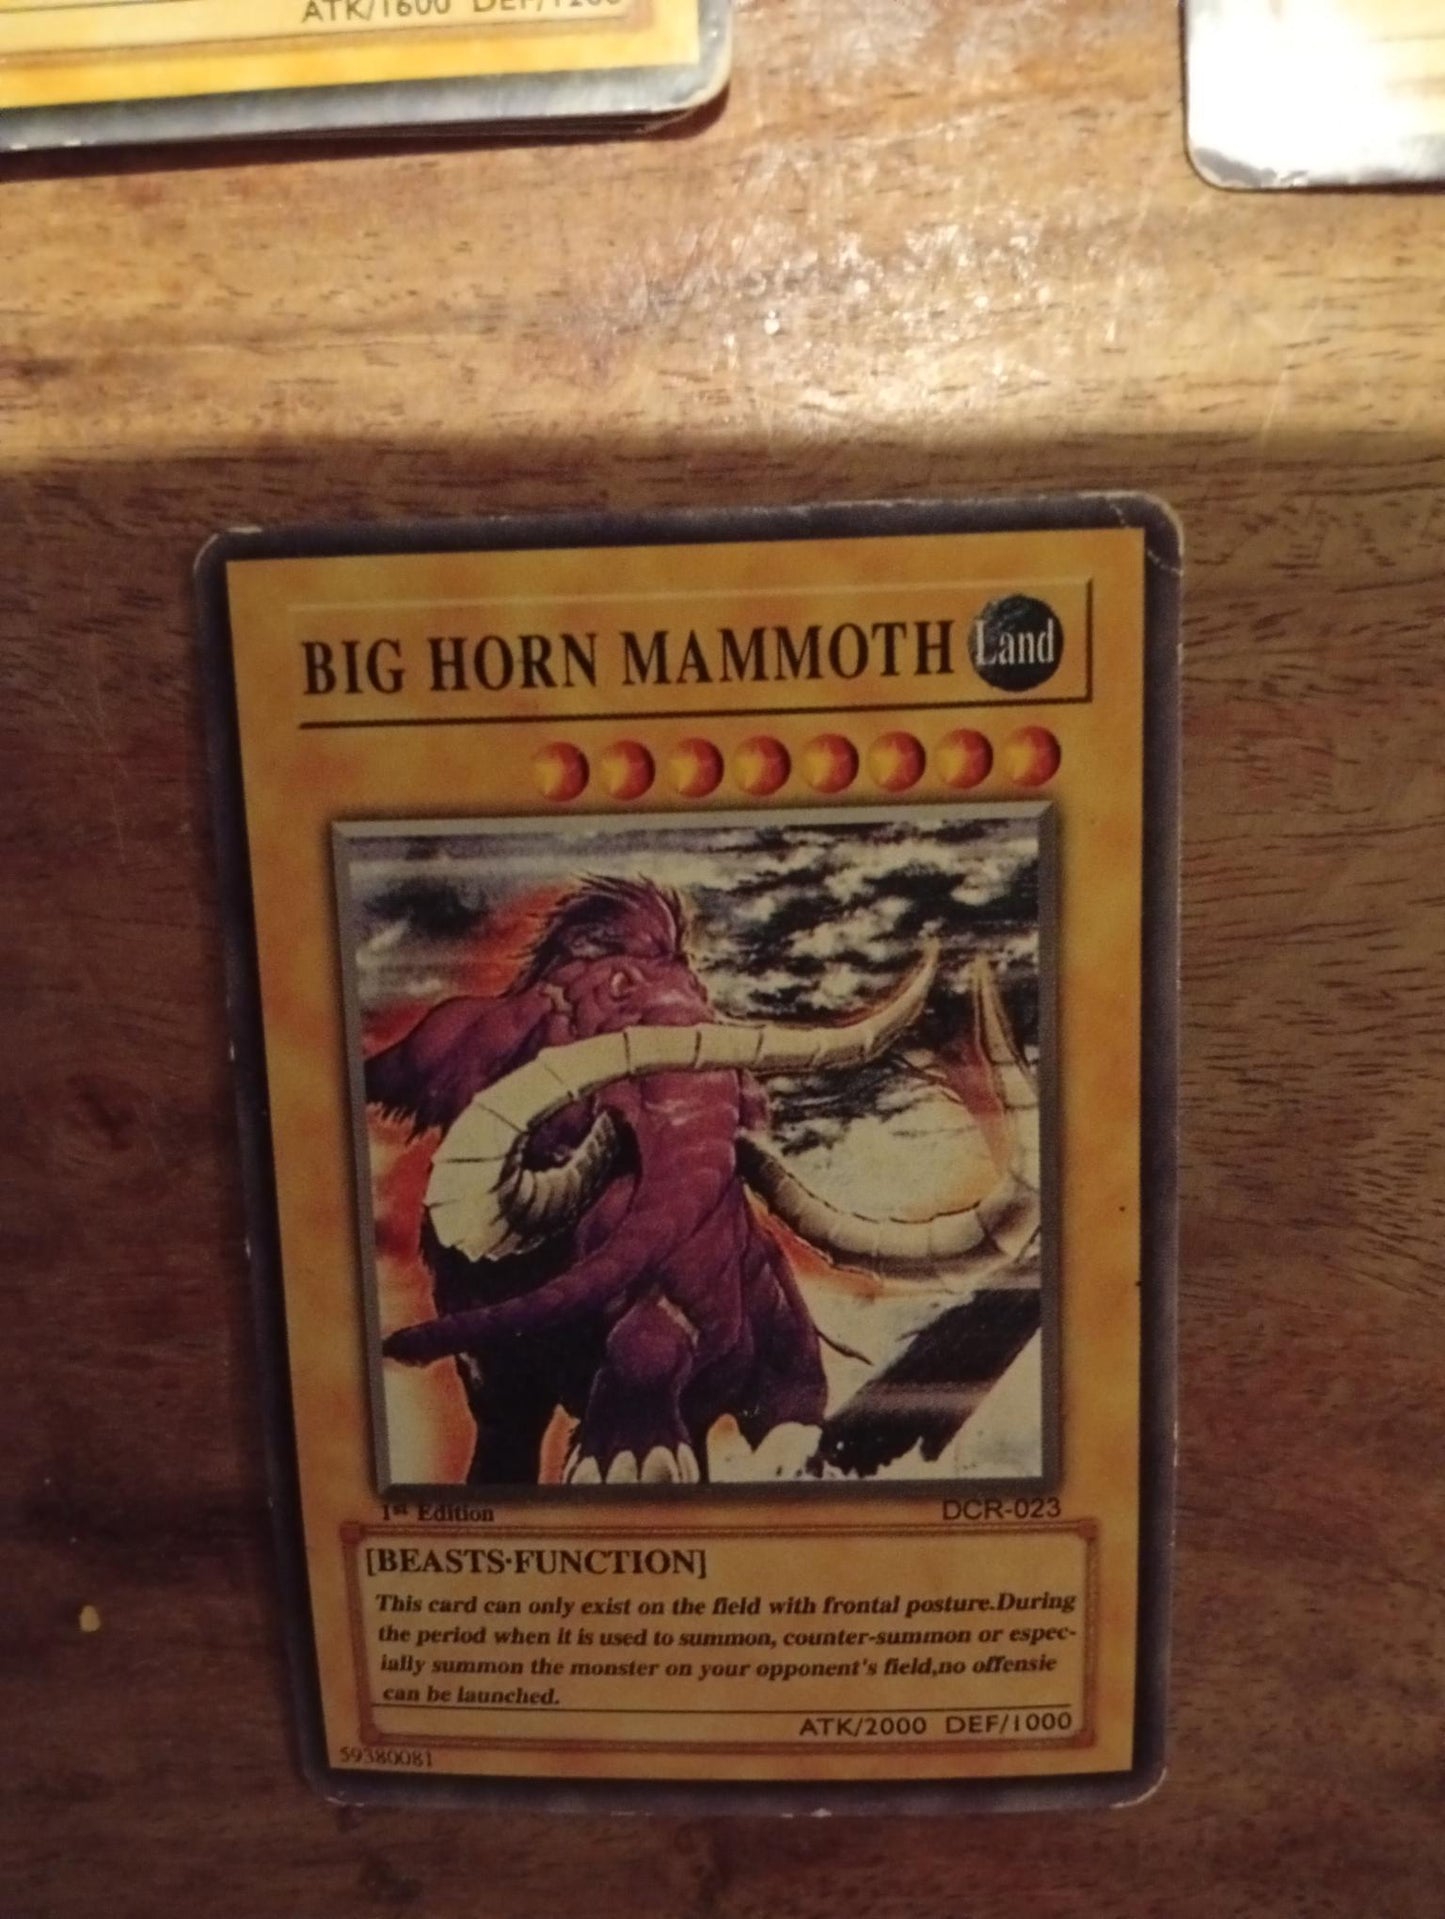 ATK/1600 DEF/1200
BIG HORN MAMMOTH Land
1st Edition DCR-023
[BEASTS·FUNCTION]
This card can only exist on the field with frontal posture.During
the period when it is used to summon, counter-summon or espec-
ially summon the monster on your opponent's field,no offensie
can be launched.
ATK/2000 DEF/1000
59380081